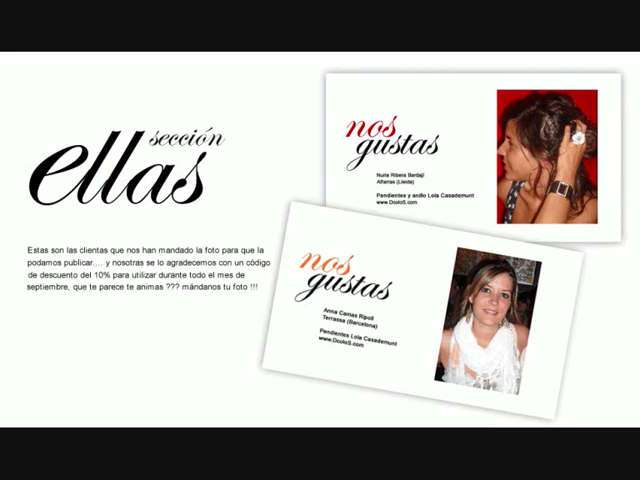 sección
ellas
Estas son las clientas que nos han mandado la foto para que la
podamos publicar.... y nosotras se lo agradecemos con un código
de descuento del 10% para utilizar durante todo el mes de
septiembre, que te parece te animas ??? mándanos tu foto !!!
nos
gustas
Nuria Ribera Bardají
Alfarras (Lleida)
Pendientes y anillo Lola Casademunt
www.DcoloS.com
nos
gustas
Anna Camas Ripoll
Terrassa (Barcelona)
Pendientes Lola Casademunt
www.DcoloS.com